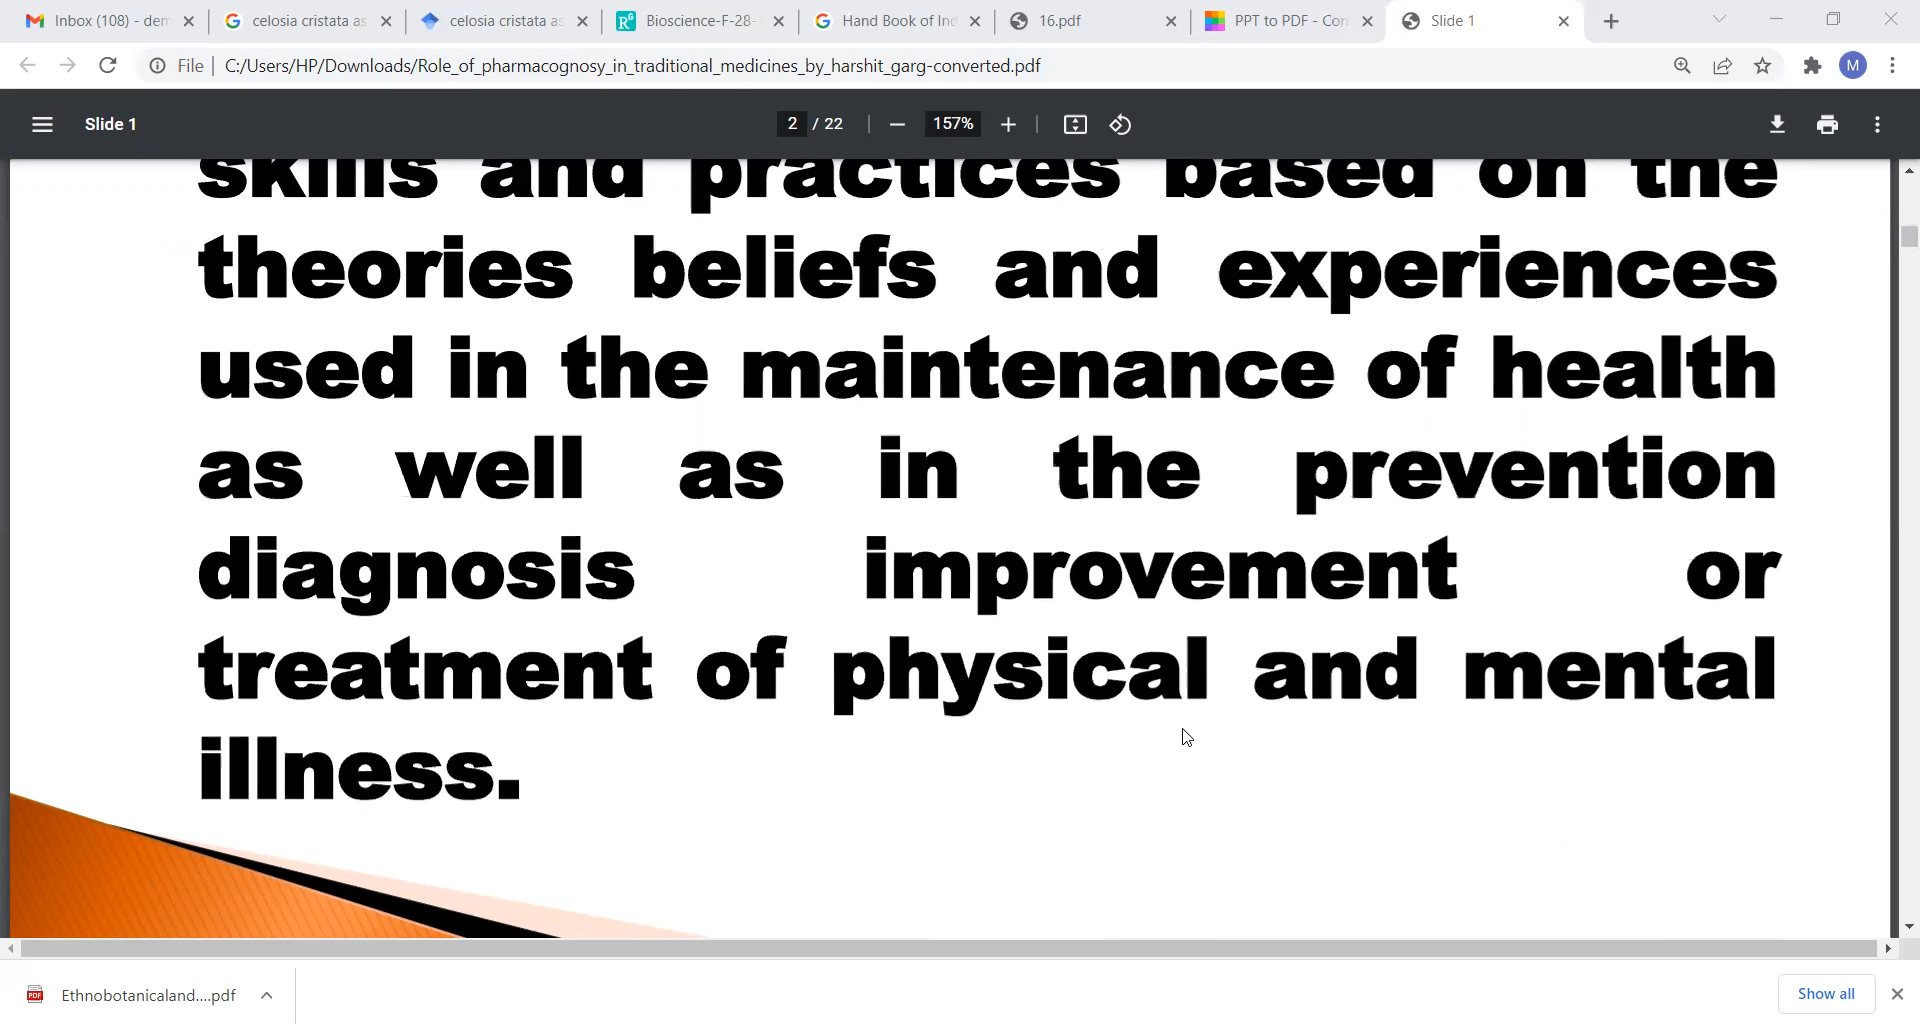 Inbox (108) - dem
celosia cristata as
celosia cristata as
Bioscience-F-28-
Hand Book of Ind
16.pdf
PPT to PDF - Con
Slide 1
File | C:/Users/HP/Downloads/Role_of_pharmacognosy_in_traditional_medicines_by_harshit_garg-converted.pdf
M
Slide 1
2 / 22
157%
skills and practices based on the
theories beliefs and experiences
used in the maintenance of health
as well as in the prevention
diagnosis improvement or
treatment of physical and mental
illness.
PDF
Ethnobotanicaland....pdf
Show all